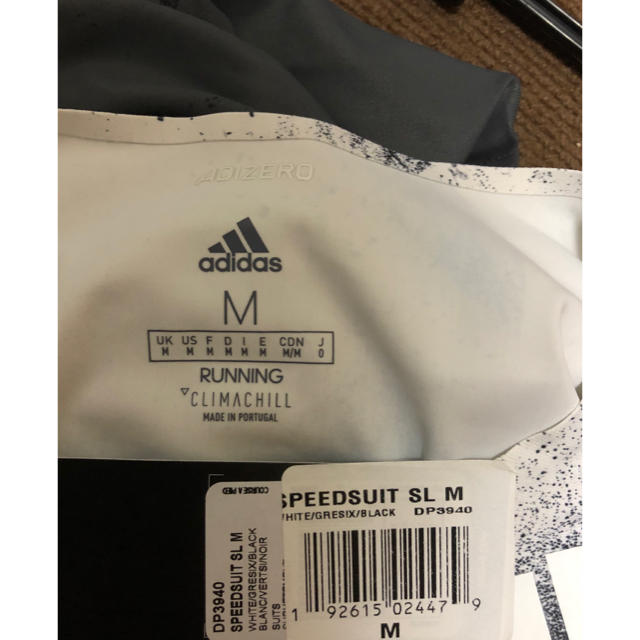 ADIZERO
adidas
M
UK US F D I E CDN J
M M M M M M M/M O
RUNNING
CLIMACHILL
MADE IN PORTUGAL
SPEEDSUIT SL M
WHITE/GRESIX/BLACK DP3940
1 92615 02447 9
M
COURSE A PIED
DP3940
SPEEDSUIT SL M
WHITE/GRESIX/BLACK
BLANC/VERTSI/NOIR
SUITS